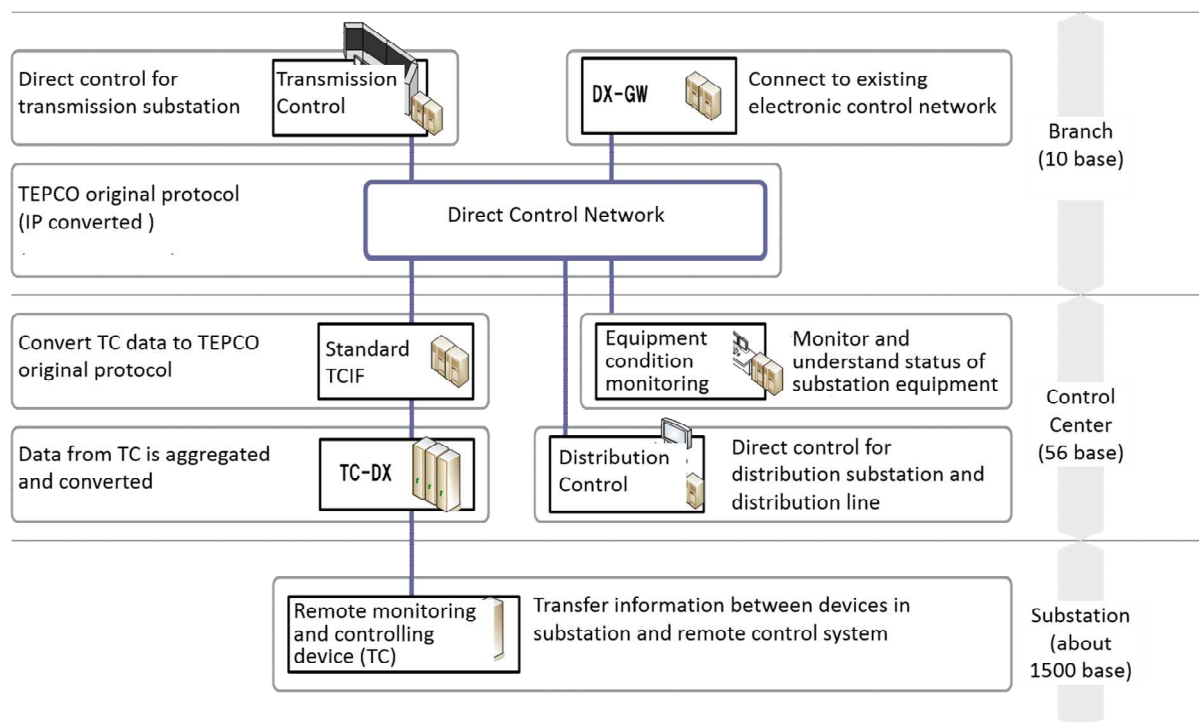 Direct control for
transmission substation
Transmission
Control
DX-GW
Connect to existing
electronic control network
Branch
(10 base)
TEPCO original protocol
(IP converted )
Direct Control Network
Convert TC data to TEPCO
original protocol
Standard
TCIF
Equipment
condition
monitoring
Monitor and
understand status of
substation equipment
Control
Center
(56 base)
Data from TC is aggregated
and converted
TC-DX
Distribution
Control
Direct control for
distribution substation and
distribution line
Remote monitoring
and controlling
device (TC)
Transfer information between devices in
substation and remote control system
Substation
(about
1500 base)